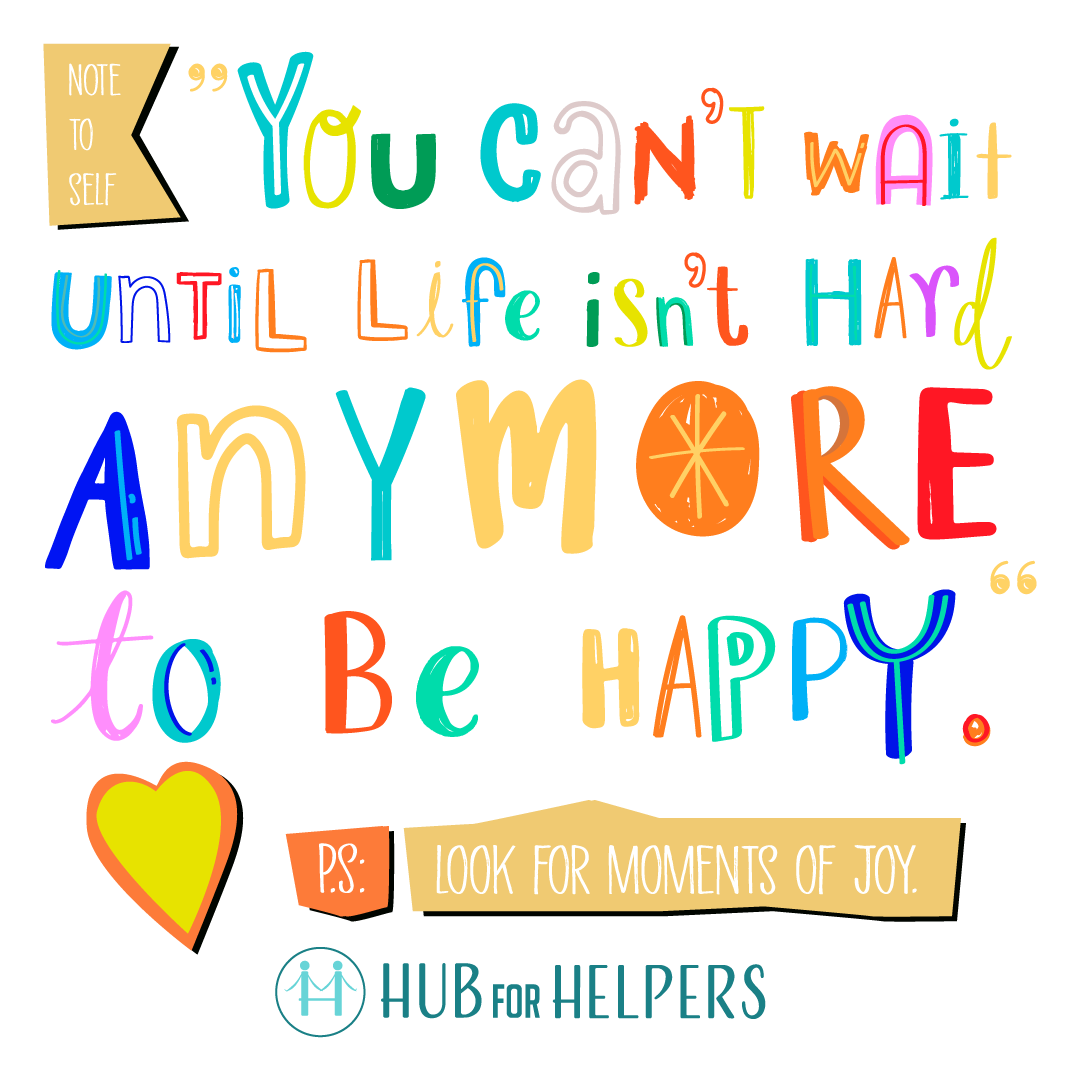 NOTE
TO
SELF
"You can't wait
until life isn't hard
anymore
to be happy."
P.S:
LOOK FOR MOMENTS OF JOY.
HUB FOR HELPERS